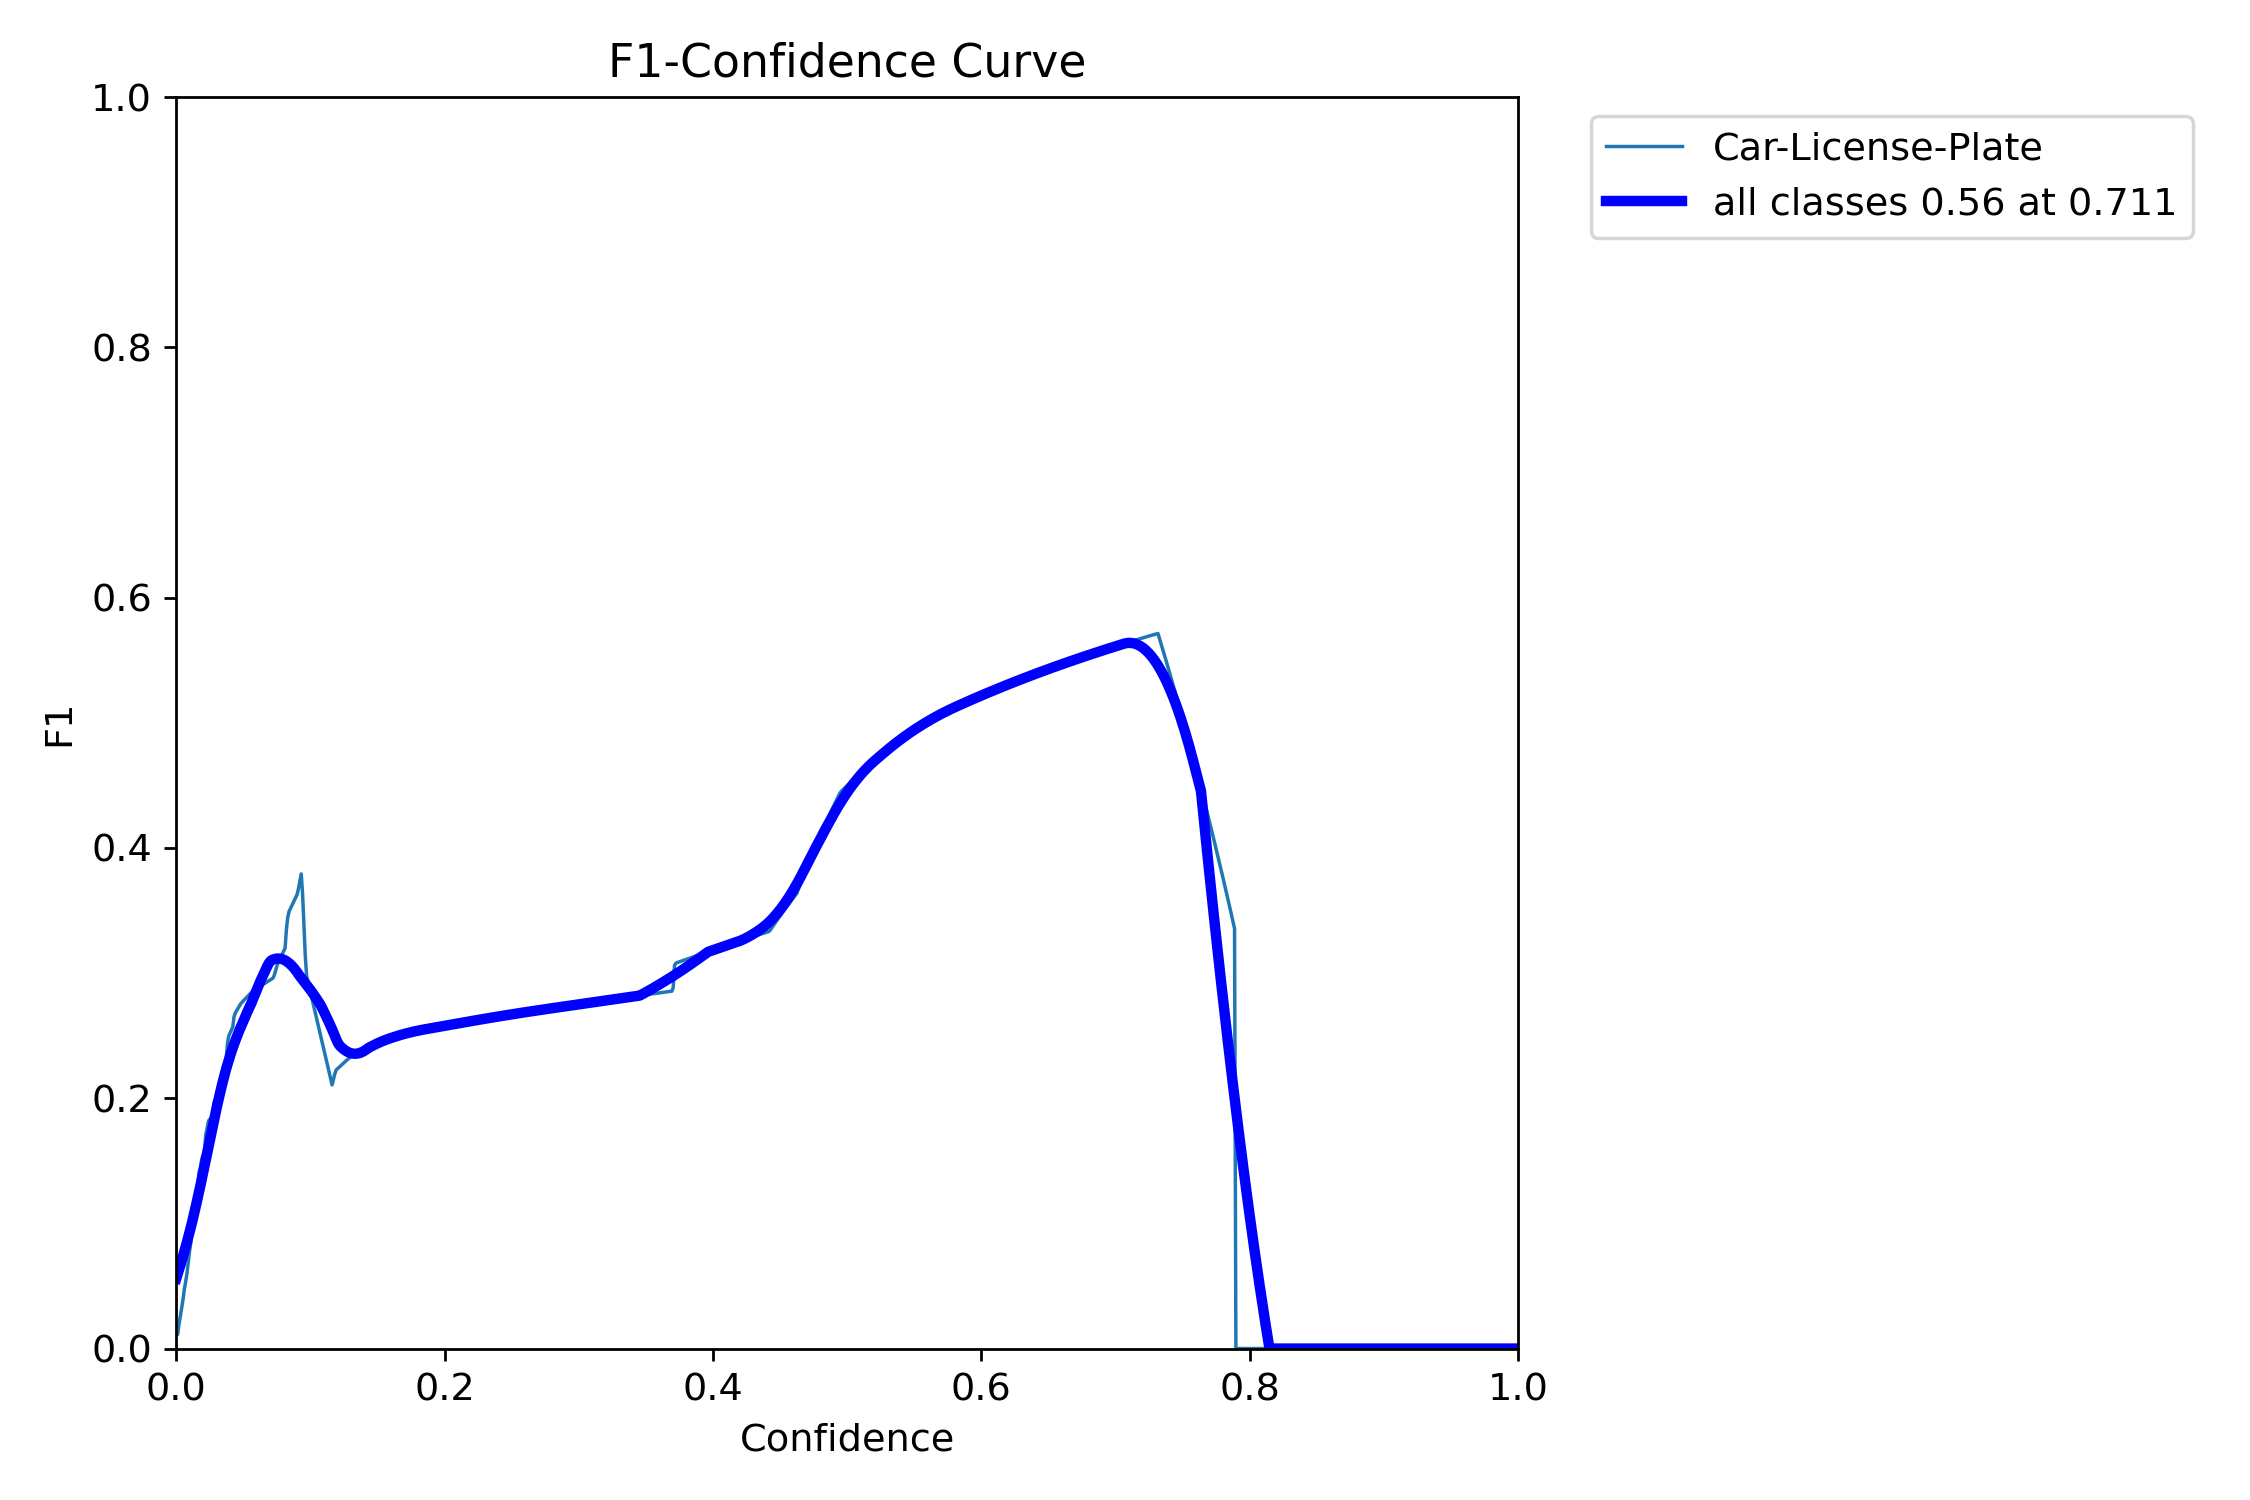 F1-Confidence Curve
1.0
0.8
0.6
0.4
0.2
0.0
F1
0.0 0.2 0.4 0.6 0.8 1.0
Confidence
Car-License-Plate
all classes 0.56 at 0.711